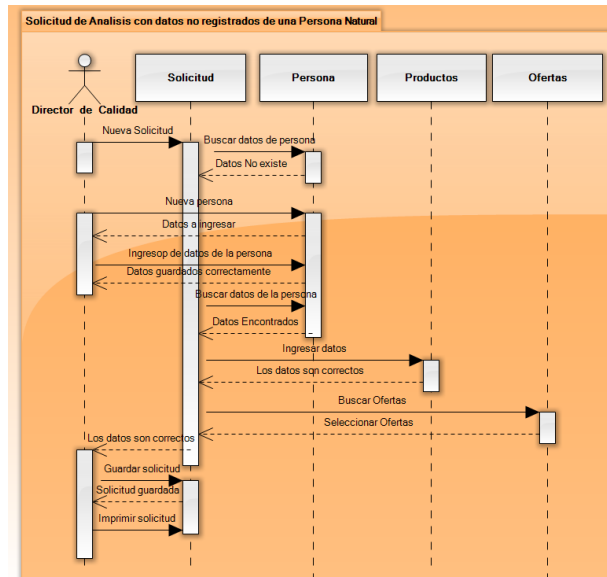 Solicitud de Analisis con datos no registrados de una Persona Natural
Solicitud
Persona
Productos
Ofertas
Director de Calidad
Nueva Solicitud
Buscar datos de persona
Datos No existe
Nueva persona
Datos a ingresar
Ingresop de datos de la persona
Datos guardados correctamente
Buscar datos de la persona
Datos Encontrados
Ingresar datos
Los datos son correctos
Buscar Ofertas
Seleccionar Ofertas
Los datos son correctos
Guardar solicitud
Solicitud guardada
Imprimir solicitud